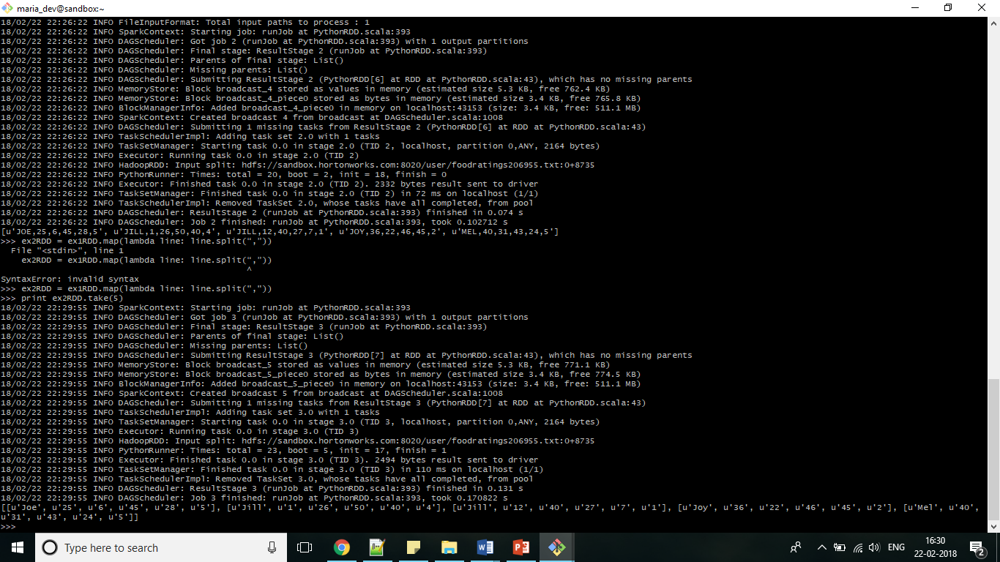 maria_dev@sandbox:~
18/02/22 22:26:22 INFO FileInputFormat: Total input paths to process : 1
18/02/22 22:26:22 INFO SparkContext: Starting job: runJob at PythonRDD.scala:393
18/02/22 22:26:22 INFO DAGScheduler: Got job 2 (runJob at PythonRDD.scala:393) with 1 output partitions
18/02/22 22:26:22 INFO DAGScheduler: Final stage: ResultStage 2 (runJob at PythonRDD.scala:393)
18/02/22 22:26:22 INFO DAGScheduler: Parents of final stage: List()
18/02/22 22:26:22 INFO DAGScheduler: Missing parents: List()
18/02/22 22:26:22 INFO DAGScheduler: Submitting ResultStage 2 (PythonRDD[6] at RDD at PythonRDD.scala:43), which has no missing parents
18/02/22 22:26:22 INFO MemoryStore: Block broadcast_4 stored as values in memory (estimated size 5.3 KB, free 762.4 KB)
18/02/22 22:26:22 INFO MemoryStore: Block broadcast_4_piece0 stored as bytes in memory (estimated size 3.4 KB, free 765.8 KB)
18/02/22 22:26:22 INFO BlockManagerInfo: Added broadcast_4_piece0 in memory on localhost:43153 (size: 3.4 KB, free: 511.1 MB)
18/02/22 22:26:22 INFO SparkContext: Created broadcast 4 from broadcast at DAGScheduler.scala:1008
18/02/22 22:26:22 INFO DAGScheduler: Submitting 1 missing tasks from ResultStage 2 (PythonRDD[6] at RDD at PythonRDD.scala:43)
18/02/22 22:26:22 INFO TaskSchedulerImpl: Adding task set 2.0 with 1 tasks
18/02/22 22:26:22 INFO TaskSetManager: Starting task 0.0 in stage 2.0 (TID 2, localhost, partition 0,ANY, 2164 bytes)
18/02/22 22:26:22 INFO Executor: Running task 0.0 in stage 2.0 (TID 2)
18/02/22 22:26:22 INFO HadoopRDD: Input split: hdfs://sandbox.hortonworks.com:8020/user/foodratings206955.txt:0+8735
18/02/22 22:26:22 INFO PythonRunner: Times: total = 20, boot = 2, init = 18, finish = 0
18/02/22 22:26:22 INFO Executor: Finished task 0.0 in stage 2.0 (TID 2). 2332 bytes result sent to driver
18/02/22 22:26:22 INFO TaskSetManager: Finished task 0.0 in stage 2.0 (TID 2) in 72 ms on localhost (1/1)
18/02/22 22:26:22 INFO TaskSchedulerImpl: Removed TaskSet 2.0, whose tasks have all completed, from pool
18/02/22 22:26:22 INFO DAGScheduler: ResultStage 2 (runJob at PythonRDD.scala:393) finished in 0.074 s
18/02/22 22:26:22 INFO DAGScheduler: Job 2 finished: runJob at PythonRDD.scala:393, took 0.102712 s
[u'JOE,25,6,45,28,5', u'JILL,1,26,50,40,4', u'JILL,12,40,27,7,1', u'JOY,36,22,46,45,2', u'MEL,40,31,43,24,5']
>>> ex2RDD = ex1RDD.map(lambda line: line.split(“,”))
  File "<stdin>", line 1
    ex2RDD = ex1RDD.map(lambda line: line.split(“,”))
                                                ^
SyntaxError: invalid syntax
>>> ex2RDD = ex1RDD.map(lambda line: line.split(","))
>>> print ex2RDD.take(5)
18/02/22 22:29:55 INFO SparkContext: Starting job: runJob at PythonRDD.scala:393
18/02/22 22:29:55 INFO DAGScheduler: Got job 3 (runJob at PythonRDD.scala:393) with 1 output partitions
18/02/22 22:29:55 INFO DAGScheduler: Final stage: ResultStage 3 (runJob at PythonRDD.scala:393)
18/02/22 22:29:55 INFO DAGScheduler: Parents of final stage: List()
18/02/22 22:29:55 INFO DAGScheduler: Missing parents: List()
18/02/22 22:29:55 INFO DAGScheduler: Submitting ResultStage 3 (PythonRDD[7] at RDD at PythonRDD.scala:43), which has no missing parents
18/02/22 22:29:55 INFO MemoryStore: Block broadcast_5 stored as values in memory (estimated size 5.3 KB, free 771.1 KB)
18/02/22 22:29:55 INFO MemoryStore: Block broadcast_5_piece0 stored as bytes in memory (estimated size 3.4 KB, free 774.5 KB)
18/02/22 22:29:55 INFO BlockManagerInfo: Added broadcast_5_piece0 in memory on localhost:43153 (size: 3.4 KB, free: 511.1 MB)
18/02/22 22:29:55 INFO SparkContext: Created broadcast 5 from broadcast at DAGScheduler.scala:1008
18/02/22 22:29:55 INFO DAGScheduler: Submitting 1 missing tasks from ResultStage 3 (PythonRDD[7] at RDD at PythonRDD.scala:43)
18/02/22 22:29:55 INFO TaskSchedulerImpl: Adding task set 3.0 with 1 tasks
18/02/22 22:29:55 INFO TaskSetManager: Starting task 0.0 in stage 3.0 (TID 3, localhost, partition 0,ANY, 2164 bytes)
18/02/22 22:29:55 INFO Executor: Running task 0.0 in stage 3.0 (TID 3)
18/02/22 22:29:55 INFO HadoopRDD: Input split: hdfs://sandbox.hortonworks.com:8020/user/foodratings206955.txt:0+8735
18/02/22 22:29:55 INFO PythonRunner: Times: total = 23, boot = 5, init = 17, finish = 1
18/02/22 22:29:55 INFO Executor: Finished task 0.0 in stage 3.0 (TID 3). 2494 bytes result sent to driver
18/02/22 22:29:55 INFO TaskSetManager: Finished task 0.0 in stage 3.0 (TID 3) in 110 ms on localhost (1/1)
18/02/22 22:29:55 INFO TaskSchedulerImpl: Removed TaskSet 3.0, whose tasks have all completed, from pool
18/02/22 22:29:55 INFO DAGScheduler: ResultStage 3 (runJob at PythonRDD.scala:393) finished in 0.131 s
18/02/22 22:29:55 INFO DAGScheduler: Job 3 finished: runJob at PythonRDD.scala:393, took 0.170822 s
[[u'Joe', u'25', u'6', u'45', u'28', u'5'], [u'Jill', u'1', u'26', u'50', u'40', u'4'], [u'Jill', u'12', u'40', u'27', u'7', u'1'], [u'Joy', u'36', u'22', u'46', u'45', u'2'], [u'Mel', u'40',
u'31', u'43', u'24', u'5']]
>>>
Type here to search
ENG
16:30
22-02-2018
2